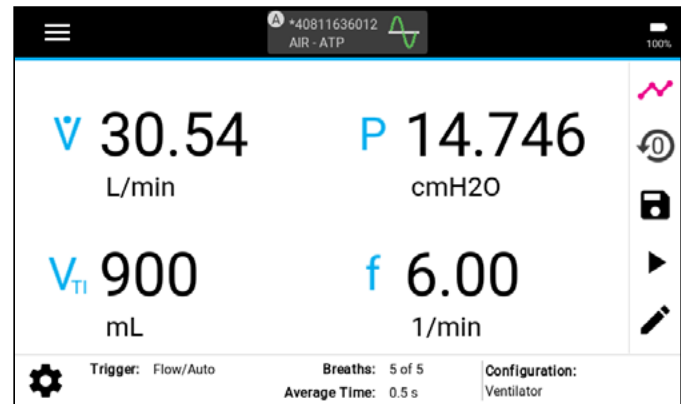 A *40811636012
AIR - ATP
100%
V̇ 30.54 P 14.746
L/min cmH2O
VTI 900 f 6.00
mL 1/min
0
Trigger: Flow/Auto Breaths: 5 of 5 Configuration:
Average Time: 0.5 s Ventilator